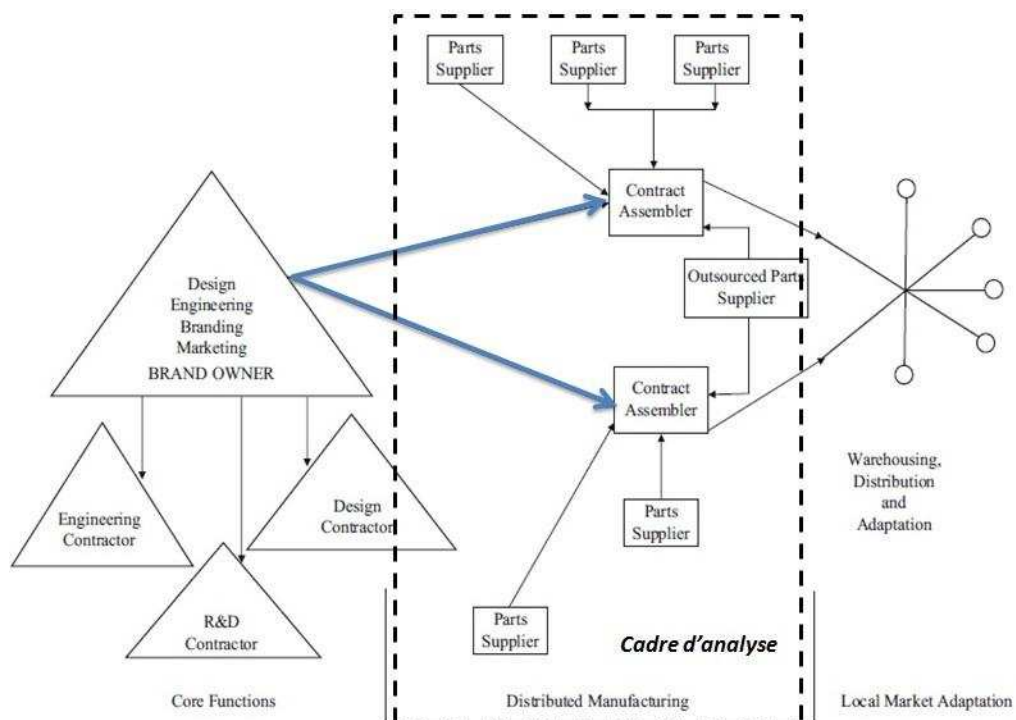 Parts
Supplier
Parts
Supplier
Parts
Supplier
Contract
Assembler
Design
Engineering
Branding
Marketing
BRAND OWNER
Outsourced Parts
Supplier
Contract
Assembler
Engineering
Contractor
Design
Contractor
R&D
Contractor
Parts
Supplier
Parts
Supplier
Warehousing,
Distribution
and
Adaptation
Cadre d'analyse
Core Functions
Distributed Manufacturing
Local Market Adaptation